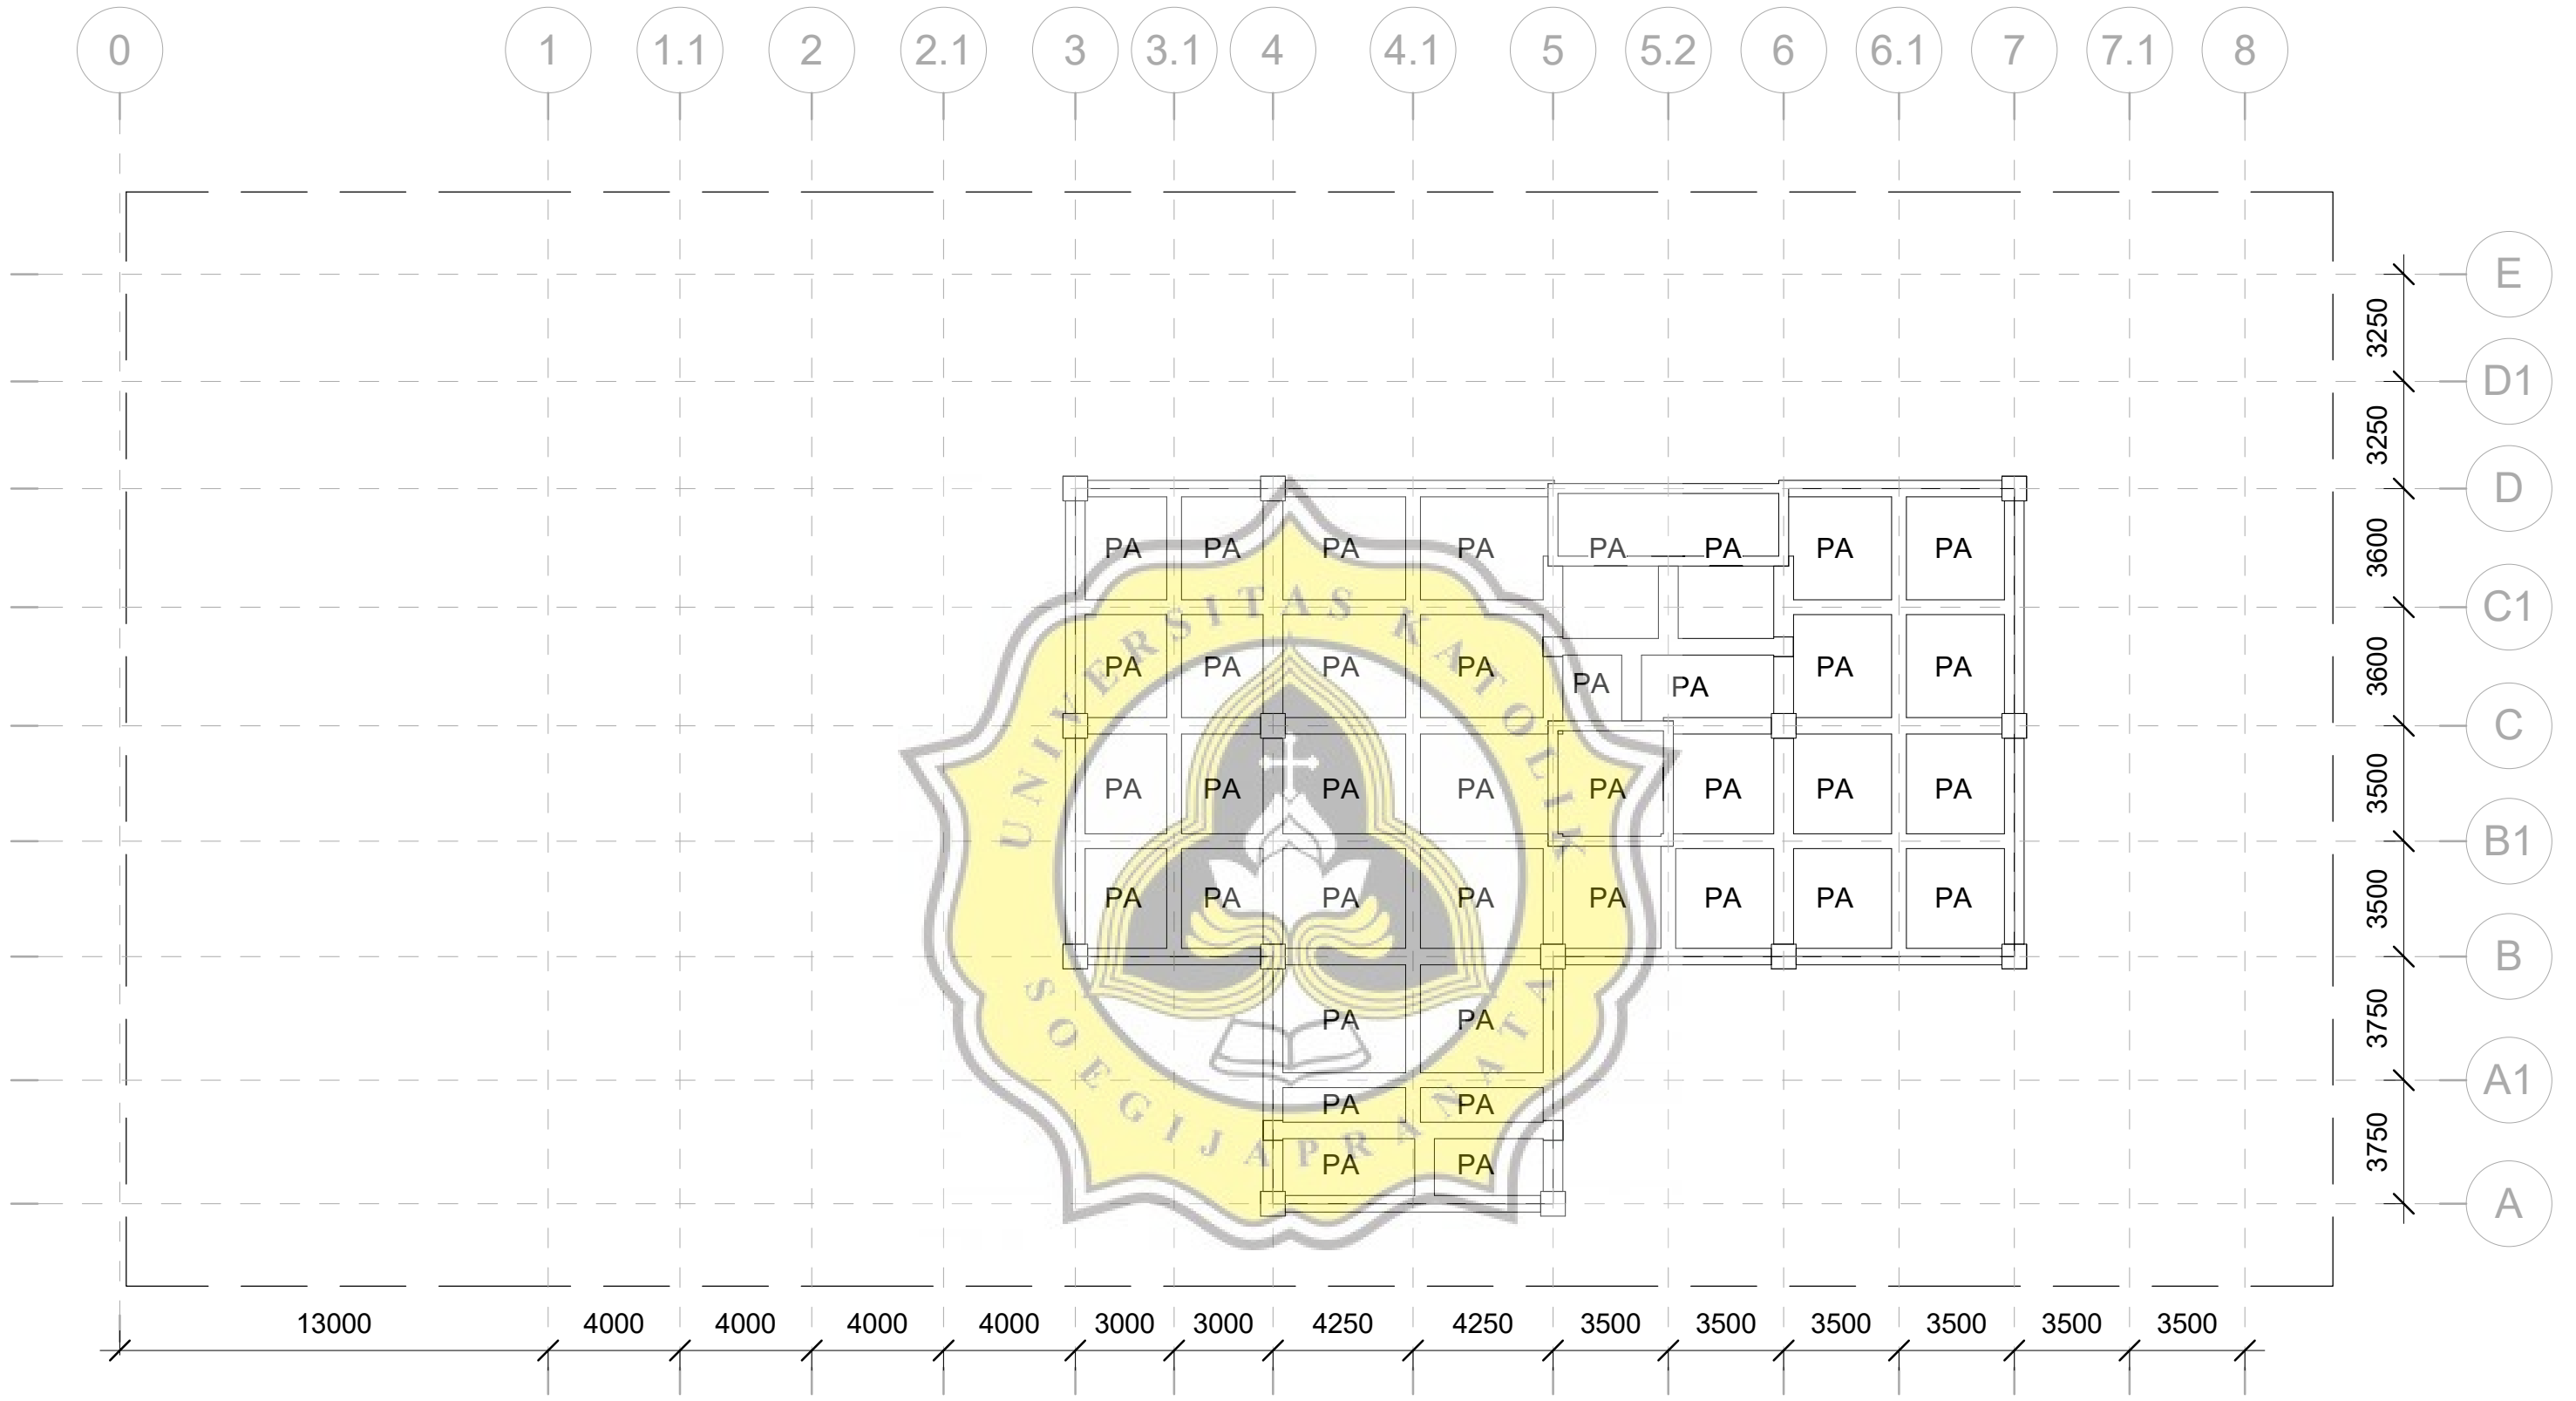 0 1 1.1 2 2.1 3 3.1 4 4.1 5 5.2 6 6.1 7 7.1 8
E
3250
D1
3250
D
PA PA PA PA PA PA PA PA
3600
C1
UNIVERSITAS KATOLIK
PA PA PA PA PA PA
3600
PA PA
C
PA PA PA PA PA PA PA PA
3500
B1
PA PA PA PA PA PA PA PA
3500
B
SOEGIJAPRANATA
PA PA
3750
A1
PA PA
PA PA
3750
A
13000 4000 4000 4000 4000 3000 3000 4250 4250 3500 3500 3500 3500 3500 3500